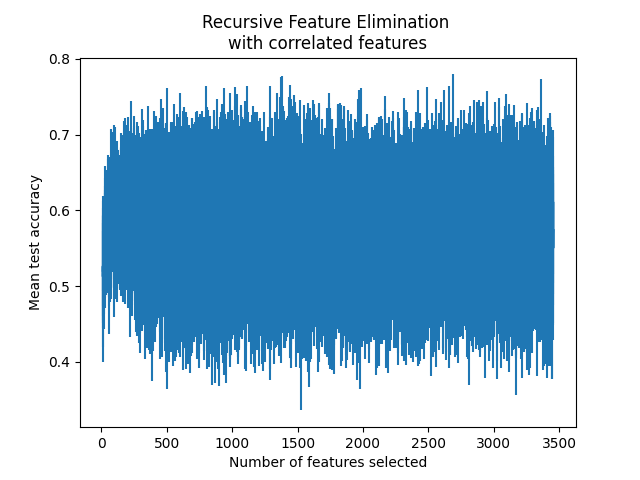 Recursive Feature Elimination
with correlated features
0.8
0.7
0.6
0.5
0.4
Mean test accuracy
0 500 1000 1500 2000 2500 3000 3500
Number of features selected